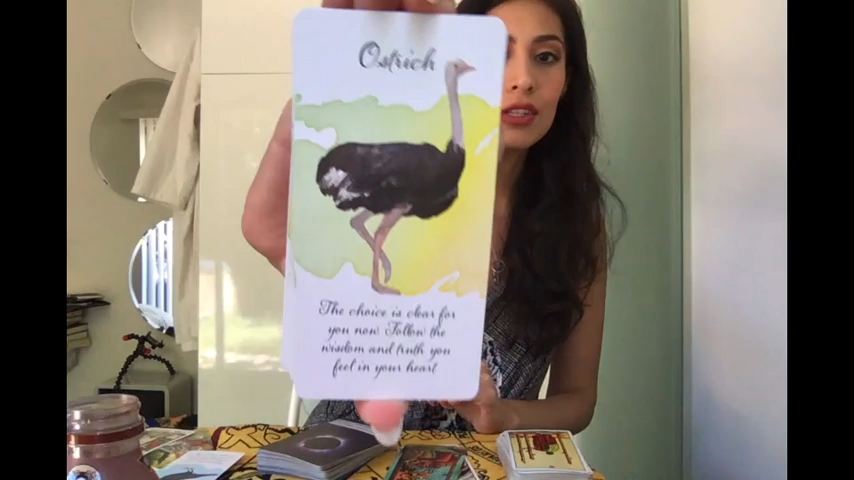 Ostrich
The choice is clear for
you now. Follow the
wisdom and truth you
feel in your heart